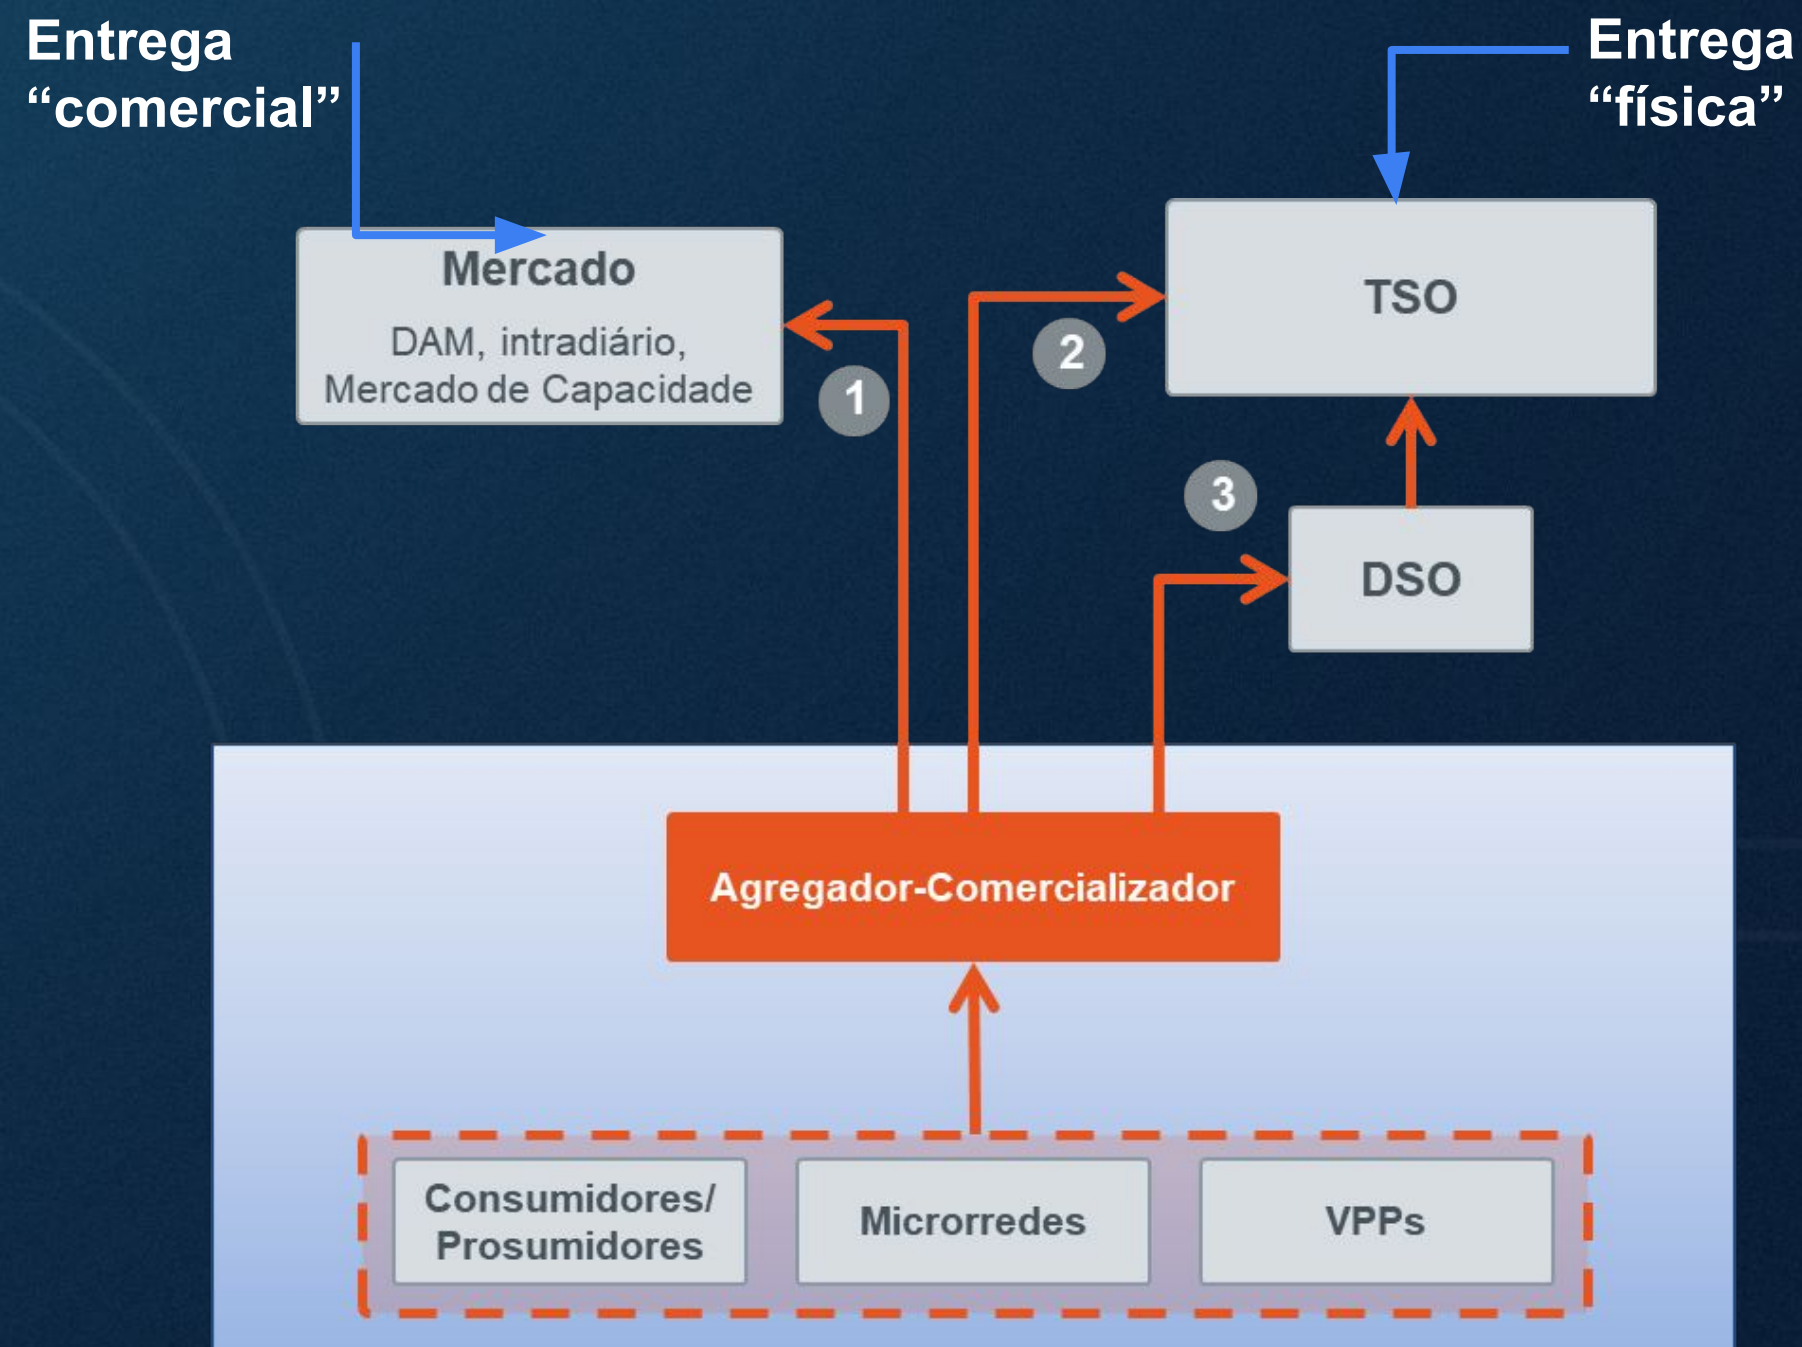 Entrega
“comercial”
Entrega
“física”
Mercado
DAM, intradiário,
Mercado de Capacidade
1
2
TSO
3
DSO
Agregador-Comercializador
Consumidores/
Prosumidores
Microrredes
VPPs